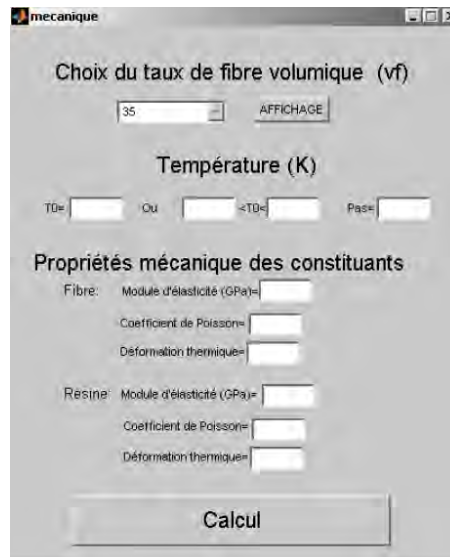 mecanique
Choix du taux de fibre volumique (vf)
35 AFFICHAGE
Température (K)
T0= Ou <T0< Pas=
Propriétés mécanique des constituants
Fibre: Module d'élasticité (GPa)=
Coefficient de Poisson=
Déformation thermique=
Résine Module d'élasticité (GPa)=
Coefficient de Poisson=
Déformation thermique=
Calcul